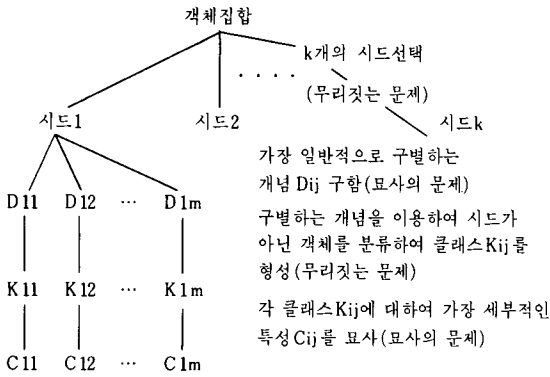 객체집합
k개의 시드선택
(무리짓는 문제)
시드1 시드2 · · · · 시드k
가장 일반적으로 구별하는
개념 Dij 구함(묘사의 문제)
D11 D12 ··· D1m
구별하는 개념을 이용하여 시드가
아닌 객체를 분류하여 클래스Kij를
형성(무리짓는 문제)
K11 K12 ··· K1m
각 클래스Kij에 대하여 가장 세부적인
특성Cij를 묘사(묘사의 문제)
C11 C12 ··· C1m